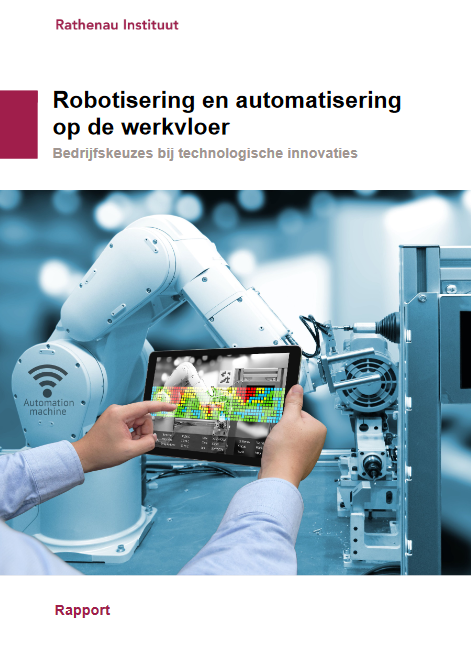 Rathenau Instituut
Robotisering en automatisering
op de werkvloer
Bedrijfskeuzes bij technologische innovaties
Automation
machine
Rapport